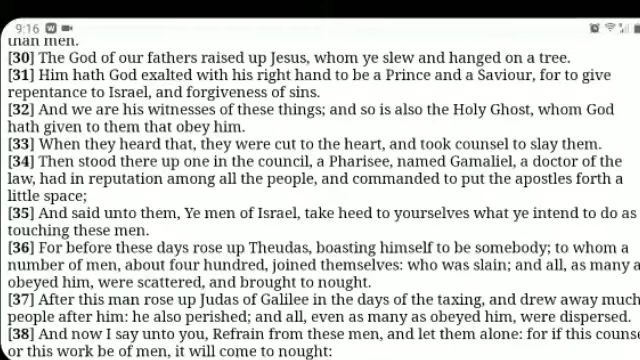 9:16
than men.
[30] The God of our fathers raised up Jesus, whom ye slew and hanged on a tree.
[31] Him hath God exalted with his right hand to be a Prince and a Saviour, for to give
repentance to Israel, and forgiveness of sins.
[32] And we are his witnesses of these things; and so is also the Holy Ghost, whom God
hath given to them that obey him.
[33] When they heard that, they were cut to the heart, and took counsel to slay them.
[34] Then stood there up one in the council, a Pharisee, named Gamaliel, a doctor of the
law, had in reputation among all the people, and commanded to put the apostles forth a
little space;
[35] And said unto them, Ye men of Israel, take heed to yourselves what ye intend to do as
touching these men.
[36] For before these days rose up Theudas, boasting himself to be somebody; to whom a
number of men, about four hundred, joined themselves: who was slain; and all, as many a
obeyed him, were scattered, and brought to nought.
[37] After this man rose up Judas of Galilee in the days of the taxing, and drew away much
people after him: he also perished; and all, even as many as obeyed him, were dispersed.
[38] And now I say unto you, Refrain from these men, and let them alone: for if this counse
or this work be of men, it will come to nought: